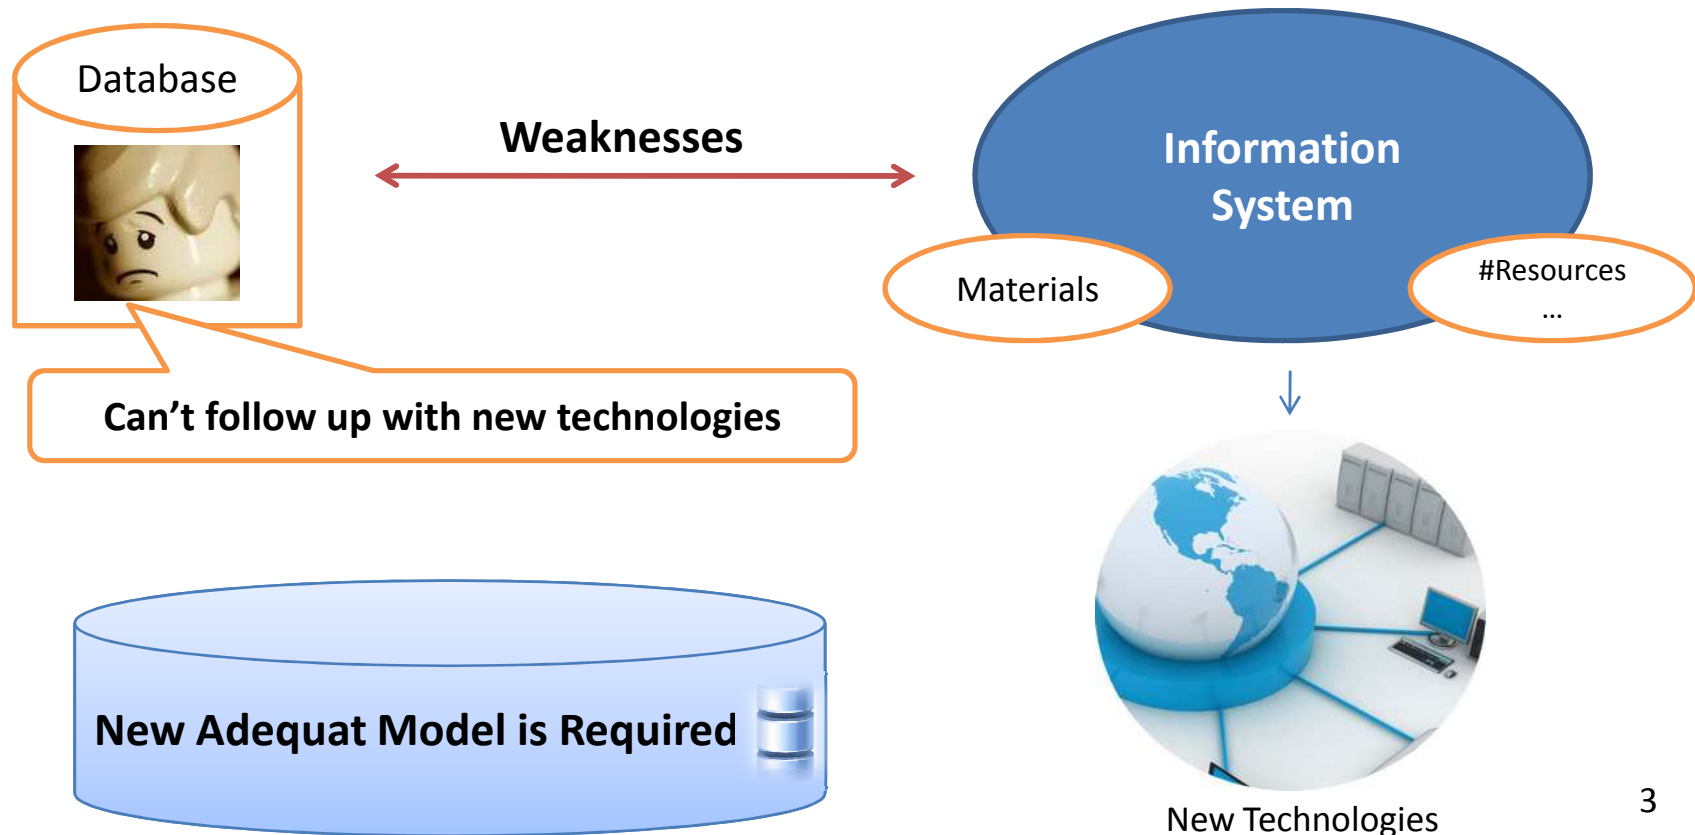 Database
Weaknesses
Information
System
Materials
#Resources
...
Can't follow up with new technologies
New Adequat Model is Required
New Technologies
3